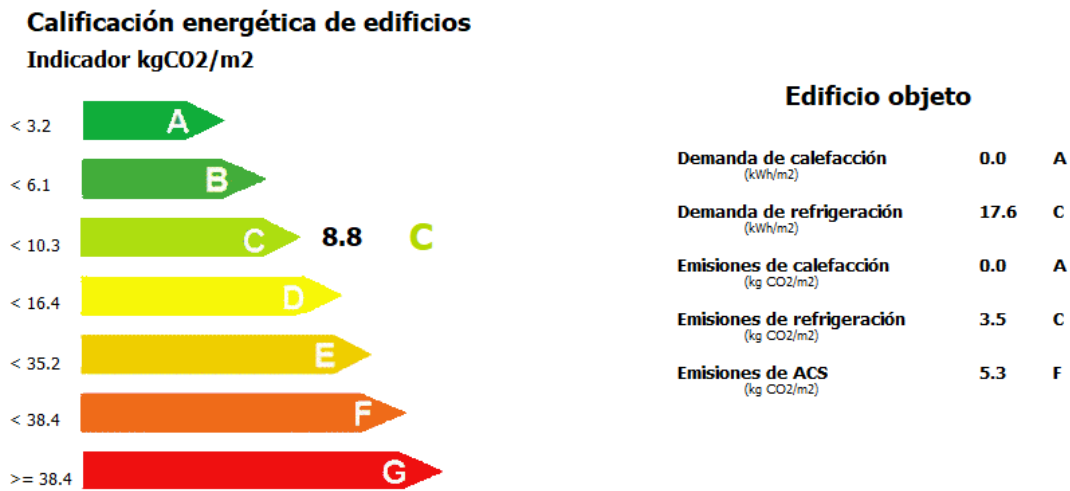 Calificación energética de edificios
Indicador kgCO2/m2
< 3.2 A
< 6.1 B
< 10.3 C 8.8 C
< 16.4 D
< 35.2 E
< 38.4 F
>= 38.4 G
Edificio objeto
Demanda de calefacción 0.0 A
(kWh/m2)
Demanda de refrigeración 17.6 C
(kWh/m2)
Emisiones de calefacción 0.0 A
(kg CO2/m2)
Emisiones de refrigeración 3.5 C
(kg CO2/m2)
Emisiones de ACS 5.3 F
(kg CO2/m2)